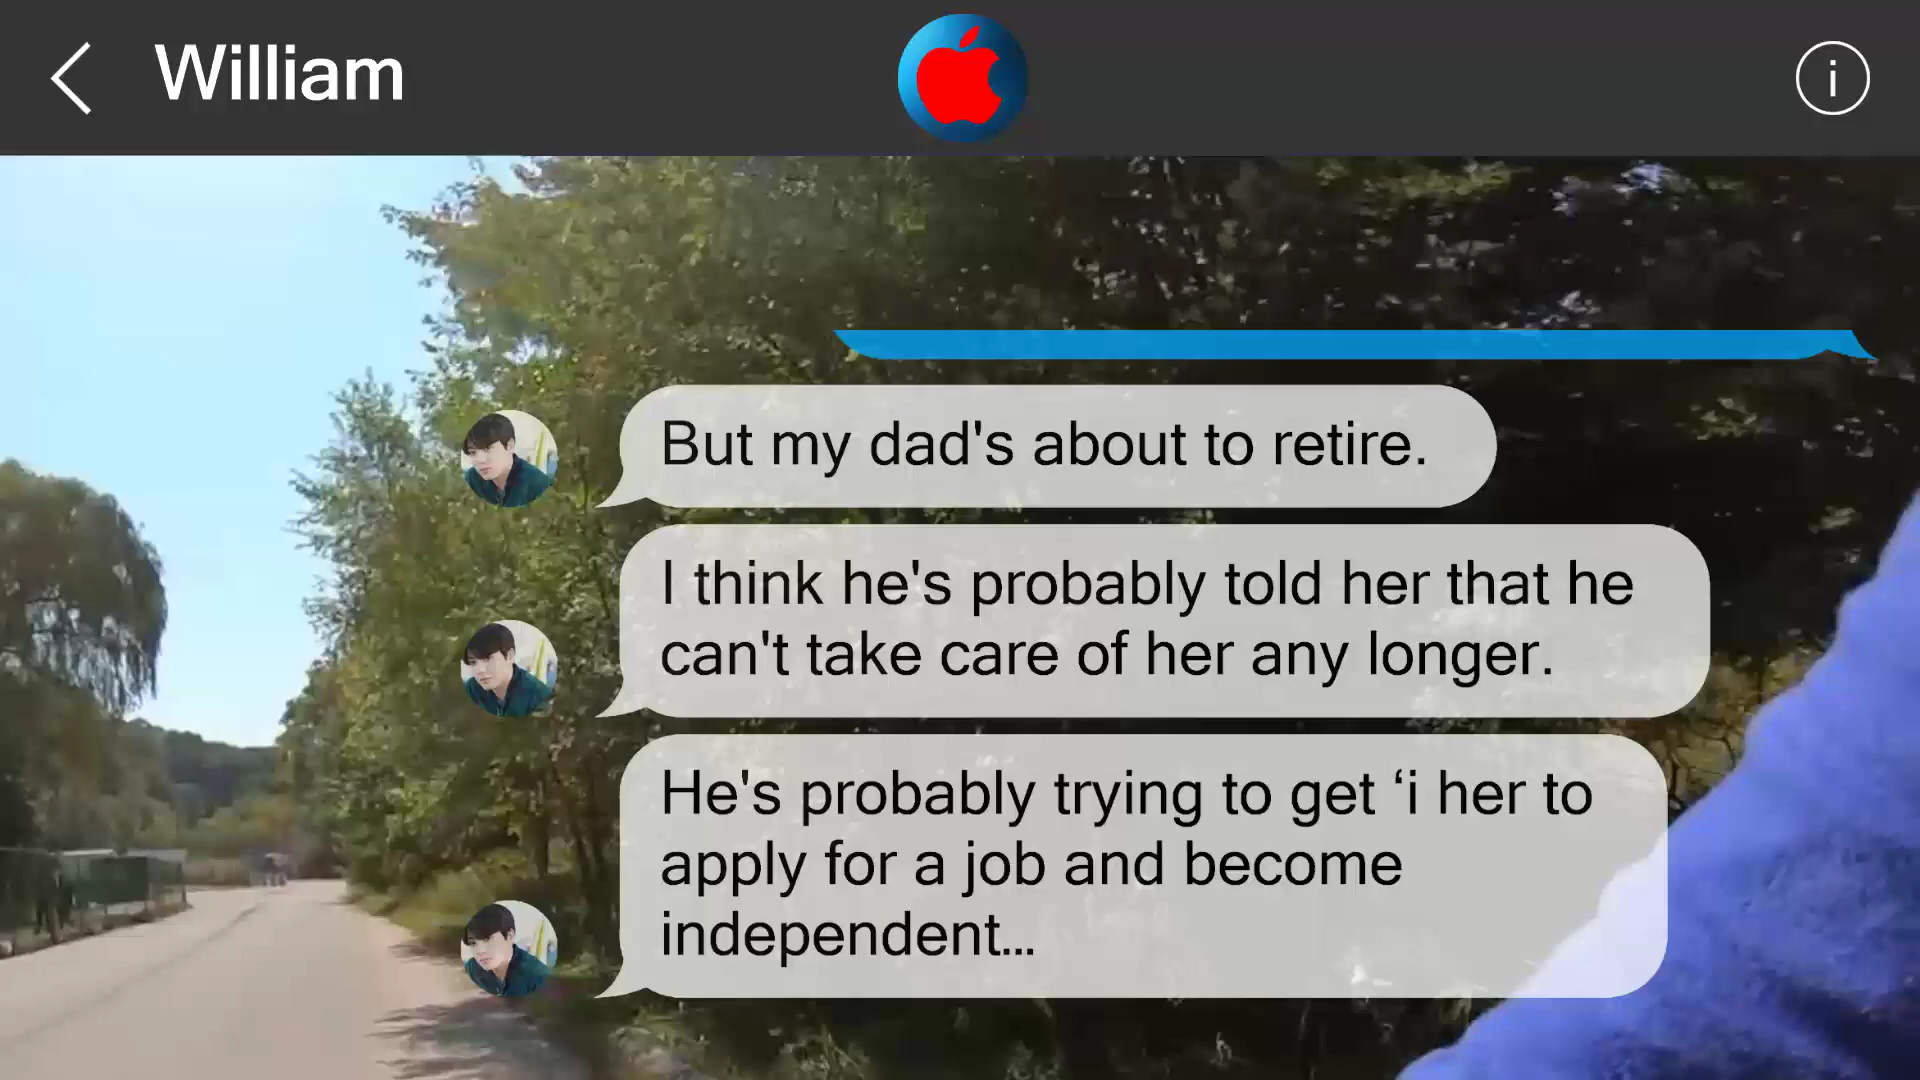 William
i
But my dad's about to retire.
I think he's probably told her that he
can't take care of her any longer.
He's probably trying to get ‘i her to
apply for a job and become
independent...